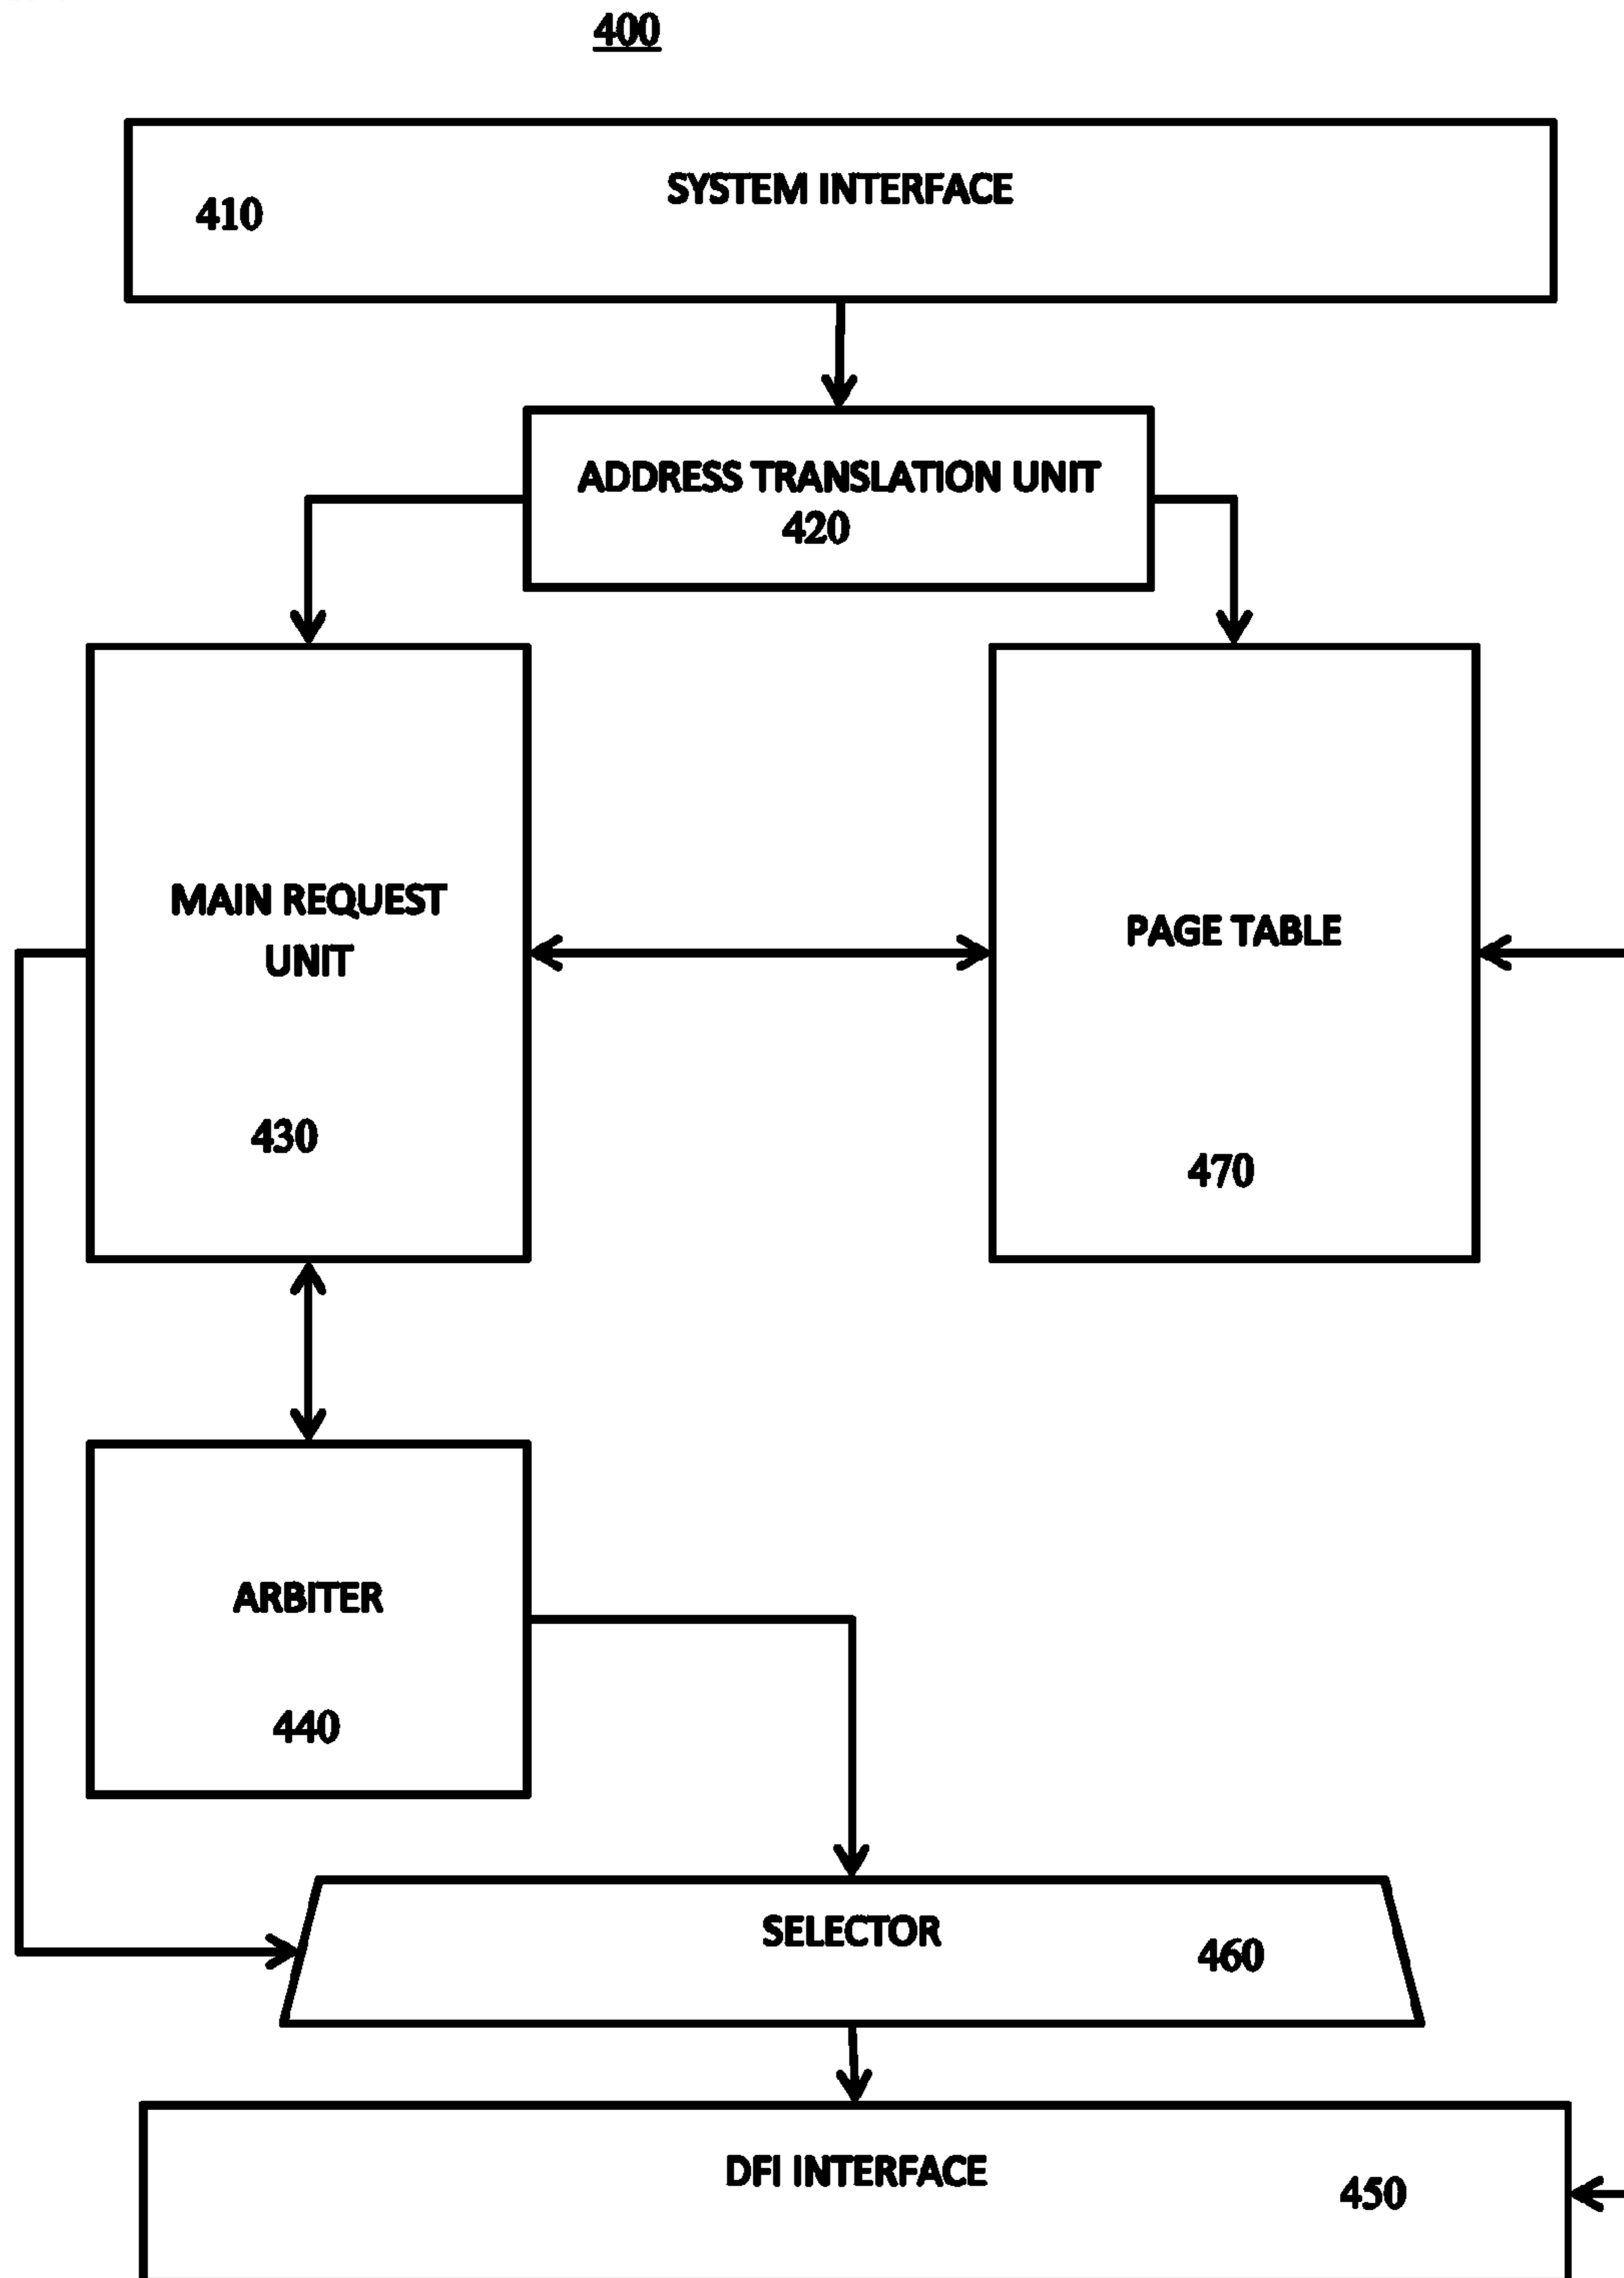 400
SYSTEM INTERFACE
410
ADDRESS TRANSLATION UNIT
420
MAIN REQUEST
UNIT
430
PAGE TABLE
470
ARBITER
440
SELECTOR
460
DFI INTERFACE
450